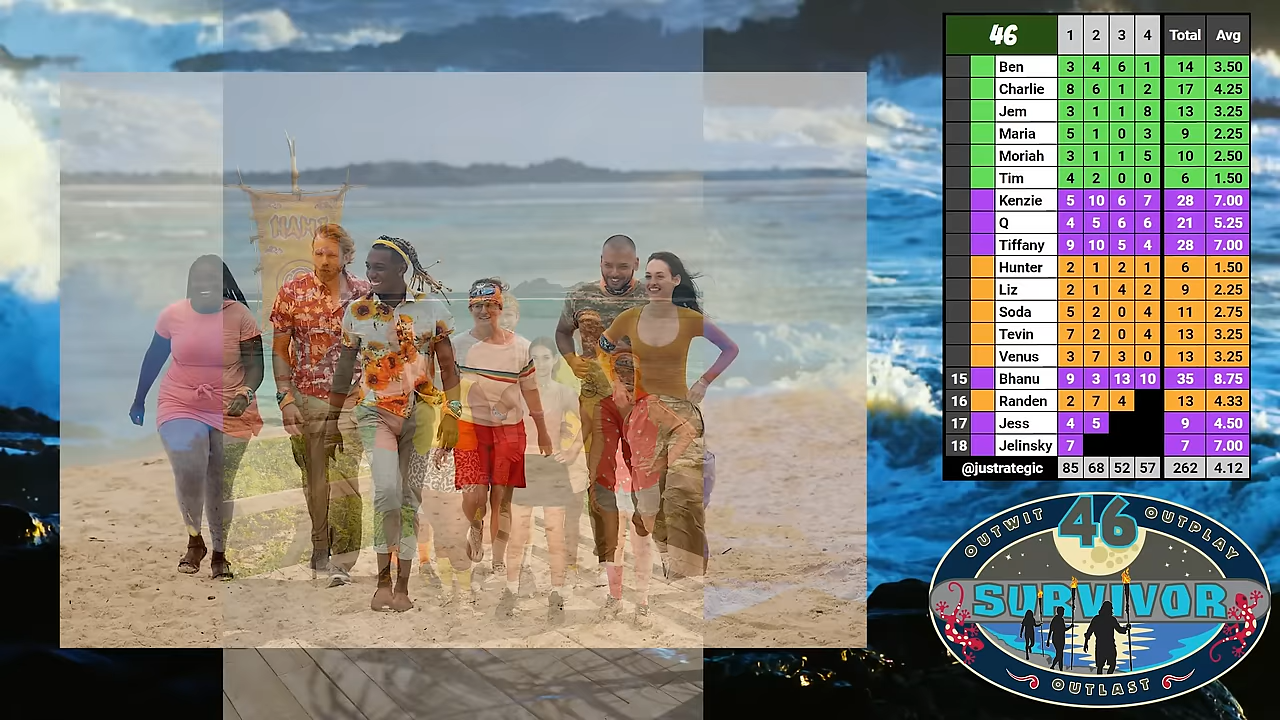 NAMI
46 1 2 3 4 Total Avg
Ben 3 4 6 1 14 3.50
Charlie 8 6 1 2 17 4.25
Jem 3 1 1 8 13 3.25
Maria 5 1 0 3 9 2.25
Moriah 3 1 1 5 10 2.50
Tim 4 2 0 0 6 1.50
Kenzie 5 10 6 7 28 7.00
Q 4 5 6 6 21 5.25
Tiffany 9 10 5 4 28 7.00
Hunter 2 1 2 1 6 1.50
Liz 2 1 4 2 9 2.25
Soda 5 2 0 4 11 2.75
Tevin 7 2 0 4 13 3.25
Venus 3 7 3 0 13 3.25
15 Bhanu 9 3 13 10 35 8.75
16 Randen 2 7 4 13 4.33
17 Jess 4 5 9 4.50
18 Jelinsky 7 7 7.00
@justrategic 85 68 52 57 262 4.12
OUTWIT 46 OUTPLAY
SURVIVOR
OUTLAST